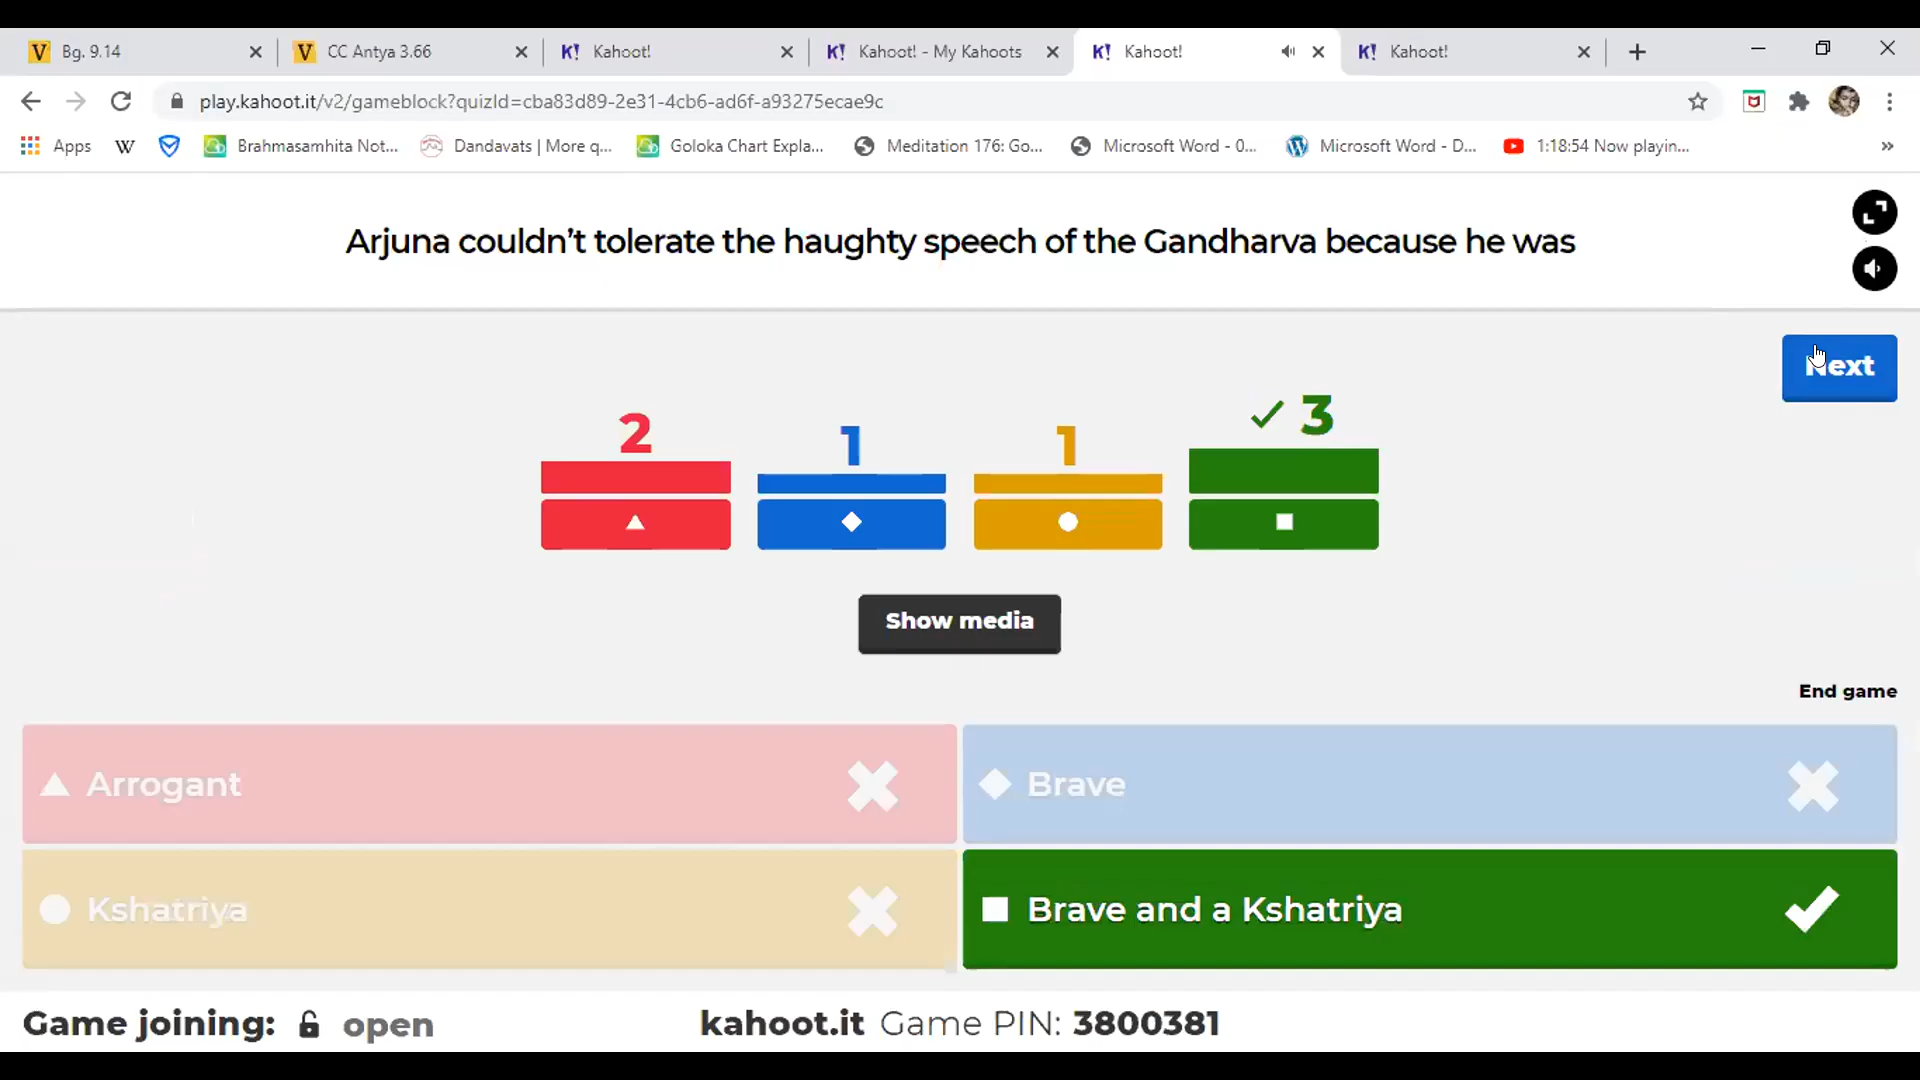 V Bg. 9.14 V CC Antya 3.66 K! Kahoot! K! Kahoot! - My Kahoots K! Kahoot! K! Kahoot!
play.kahoot.it/v2/gameblock?quizId=cba83d89-2e31-4cb6-ad6f-a93275ecae9c
Apps W Brahmasamhita Not... Dandavats | More q... Goloka Chart Expla... Meditation 176: Go... Microsoft Word - 0... Microsoft Word - D... 1:18:54 Now playin... »
Arjuna couldn't tolerate the haughty speech of the Gandharva because he was
Next
2 1 1 3
Show media
End game
Arrogant Brave
Kshatriya Brave and a Kshatriya
Game joining: open kahoot.it Game PIN: 3800381